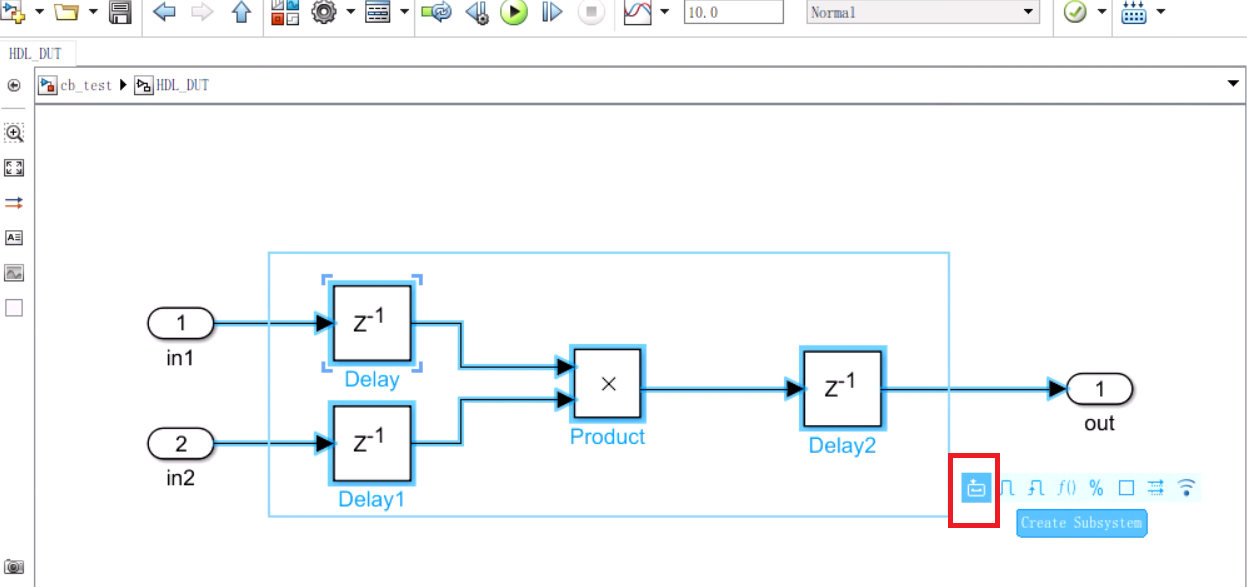 10.0
Normal
HDL_DUT
cb_test
HDL_DUT
1
in1
z-1
Delay
2
in2
z-1
Delay1
×
Product
z-1
Delay2
1
out
f()
%
Create Subsystem